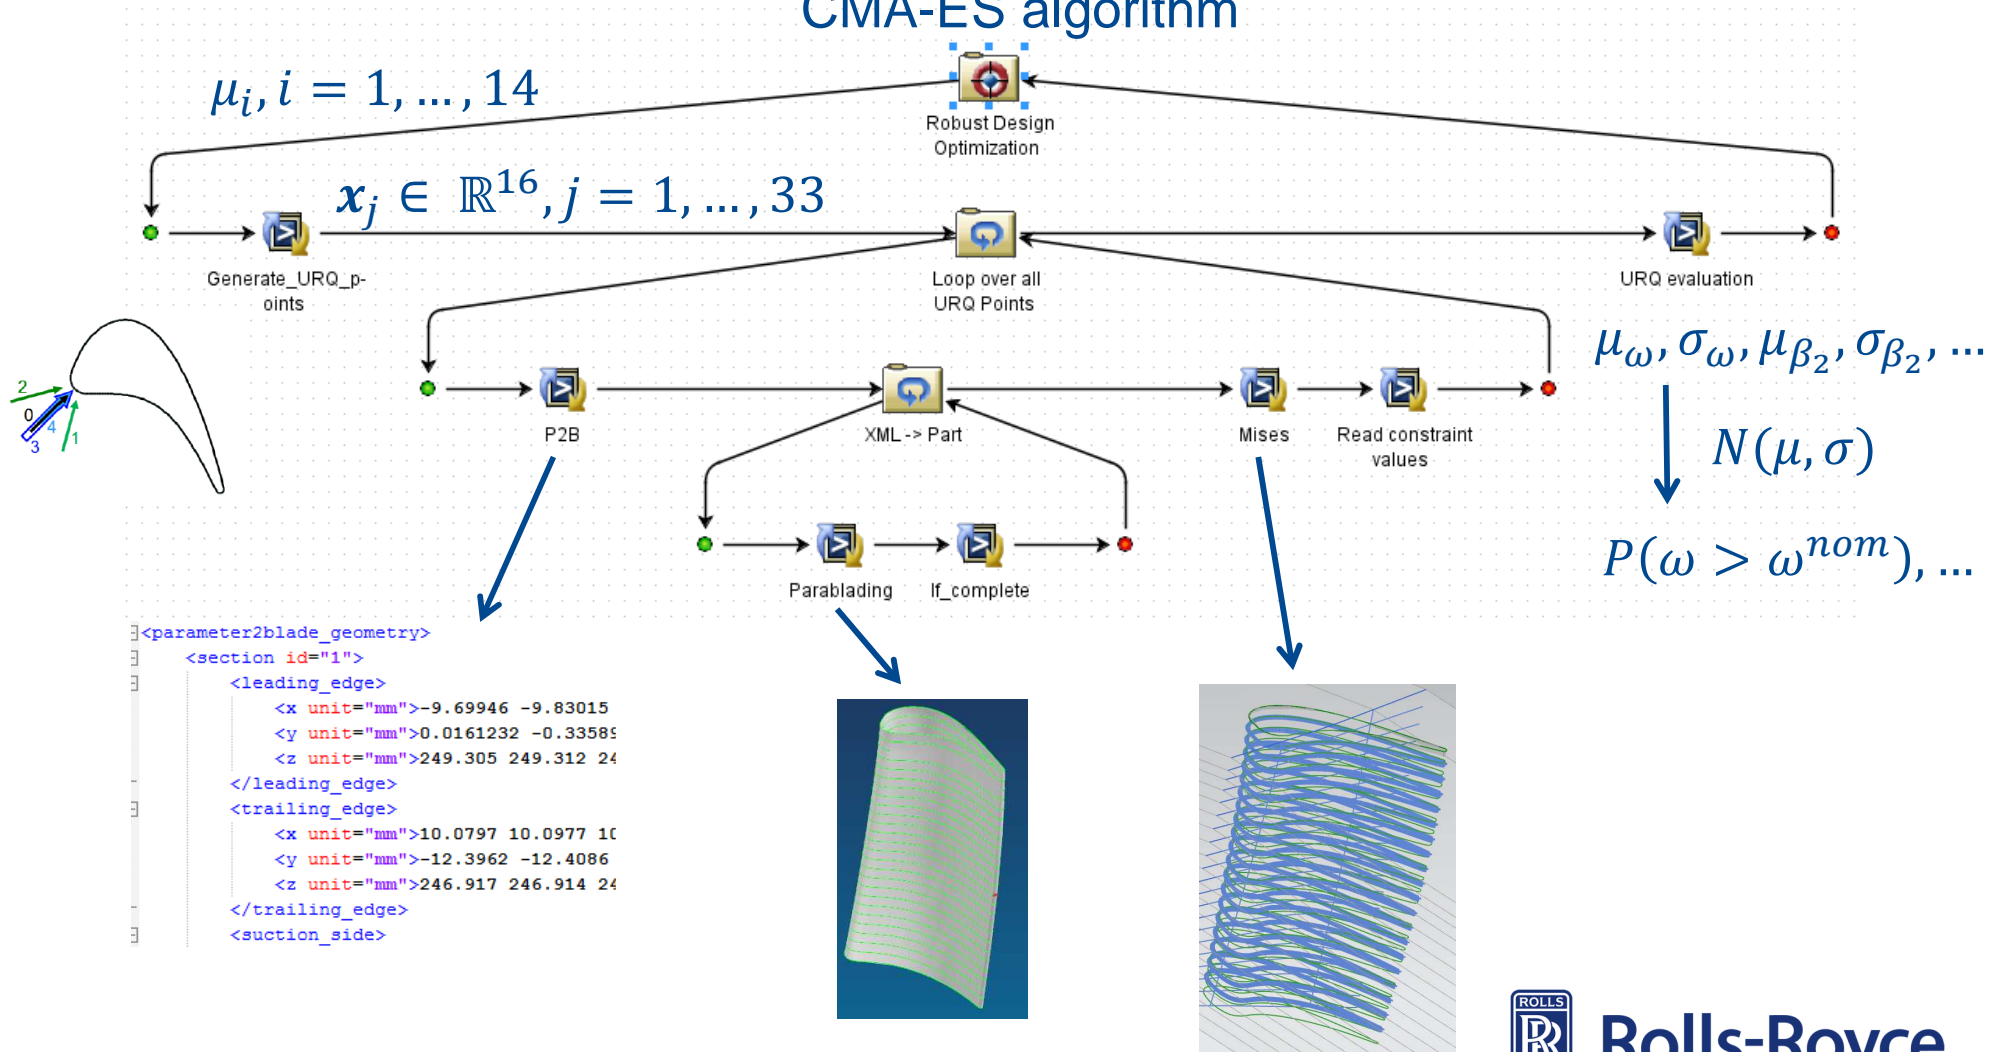 CMA-ES algorithm
μ_i, i = 1, …, 14
Robust Design
Optimization
x_j ∈ ℝ^16, j = 1, …, 33
Generate_URQ_p-
oints
Loop over all
URQ Points
URQ evaluation
2
0
4
3
1
P2B
XML -> Part
Mises
Read constraint
values
μ_ω, σ_ω, μ_β₂, σ_β₂, …
N(μ, σ)
P(ω > ω^nom), …
Parablading
If_complete
<parameter2blade_geometry>
<section id="1">
<leading_edge>
<x unit="mm">-9.69946 -9.83015
<y unit="mm">0.0161232 -0.33589
<z unit="mm">249.305 249.312 24
</leading_edge>
<trailing_edge>
<x unit="mm">10.0797 10.0977 10
<y unit="mm">-12.3962 -12.4086
<z unit="mm">246.917 246.914 24
</trailing_edge>
<suction_side>
ROLLS
RR
Rolls-Royce